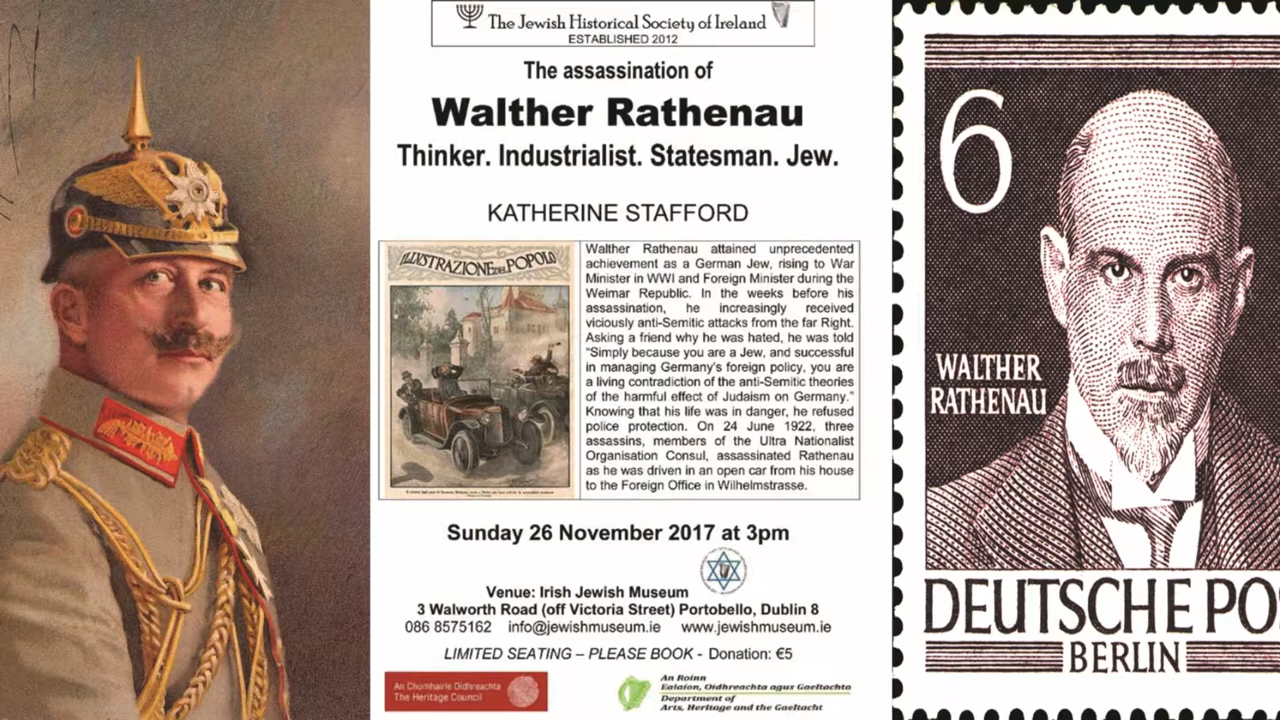 The Jewish Historical Society of Ireland
ESTABLISHED 2012
The assassination of
Walther Rathenau
Thinker. Industrialist. Statesman. Jew.
KATHERINE STAFFORD
ILLVSTRAZIONE DEL POPOLO
Walther Rathenau attained unprecedented
achievement as a German Jew, rising to War
Minister in WWI and Foreign Minister during the
Weimar Republic. In the weeks before his
assassination, he increasingly received
viciously anti-Semitic attacks from the far Right.
Asking a friend why he was hated, he was told
“Simply because you are a Jew, and successful
in managing Germany’s foreign policy, you are
a living contradiction of the anti-Semitic theories
of the harmful effect of Judaism on Germany.”
Knowing that his life was in danger, he refused
police protection. On 24 June 1922, three
assassins, members of the Ultra Nationalist
Organisation Consul, assassinated Rathenau
as he was driven in an open car from his house
to the Foreign Office in Wilhelmstrasse.
Sunday 26 November 2017 at 3pm
Venue: Irish Jewish Museum
3 Walworth Road (off Victoria Street) Portobello, Dublin 8
086 8575162 info@jewishmuseum.ie www.jewishmuseum.ie
LIMITED SEATING – PLEASE BOOK - Donation: €5
An Chomhairle Oidhreachta
The Heritage Council
An Roinn
Ealaíon, Oidhreachta agus Gaeltachta
Department of
Arts, Heritage and the Gaeltacht
6
WALTHER
RATHENAU
DEUTSCHE POS
BERLIN